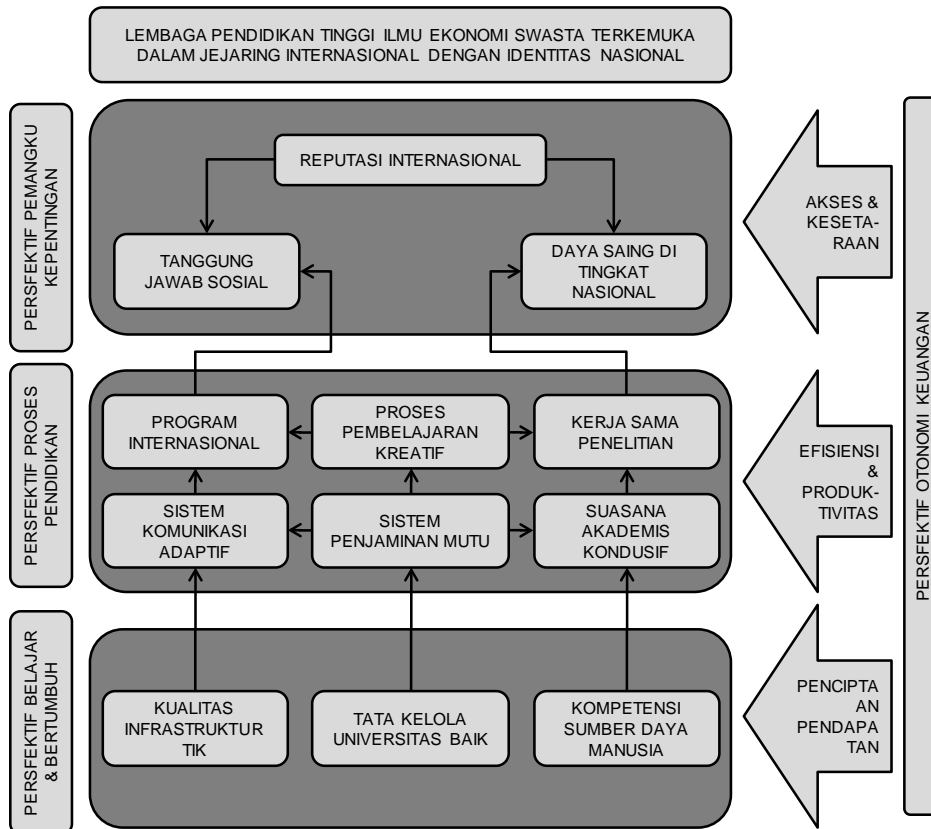 LEMBAGA PENDIDIKAN TINGGI ILMU EKONOMI SWASTA TERKEMUKA
DALAM JEJARING INTERNASIONAL DENGAN IDENTITAS NASIONAL
PERSFEKTIF PEMANGKU
KEPENTINGAN
REPUTASI INTERNASIONAL
TANGGUNG
JAWAB SOSIAL
DAYA SAING DI
TINGKAT
NASIONAL
AKSES &
KESETA-
RAAN
PERSFEKTIF PROSES
PENDIDIKAN
PROGRAM
INTERNASIONAL
PROSES
PEMBELAJARAN
KREATIF
KERJA SAMA
PENELITIAN
SISTEM
KOMUNIKASI
ADAPTIF
SISTEM
PENJAMINAN MUTU
SUASANA
AKADEMIS
KONDUSIF
EFISIENSI
&
PRODUK-
TIVITAS
PERSFEKTIF BELAJAR
& BERTUMBUH
KUALITAS
INFRASTRUKTUR
TIK
TATA KELOLA
UNIVERSITAS BAIK
KOMPETENSI
SUMBER DAYA
MANUSIA
PENCIPTA
AN
PENDAPA
TAN
PERSFEKTIF OTONOMI KEUANGAN